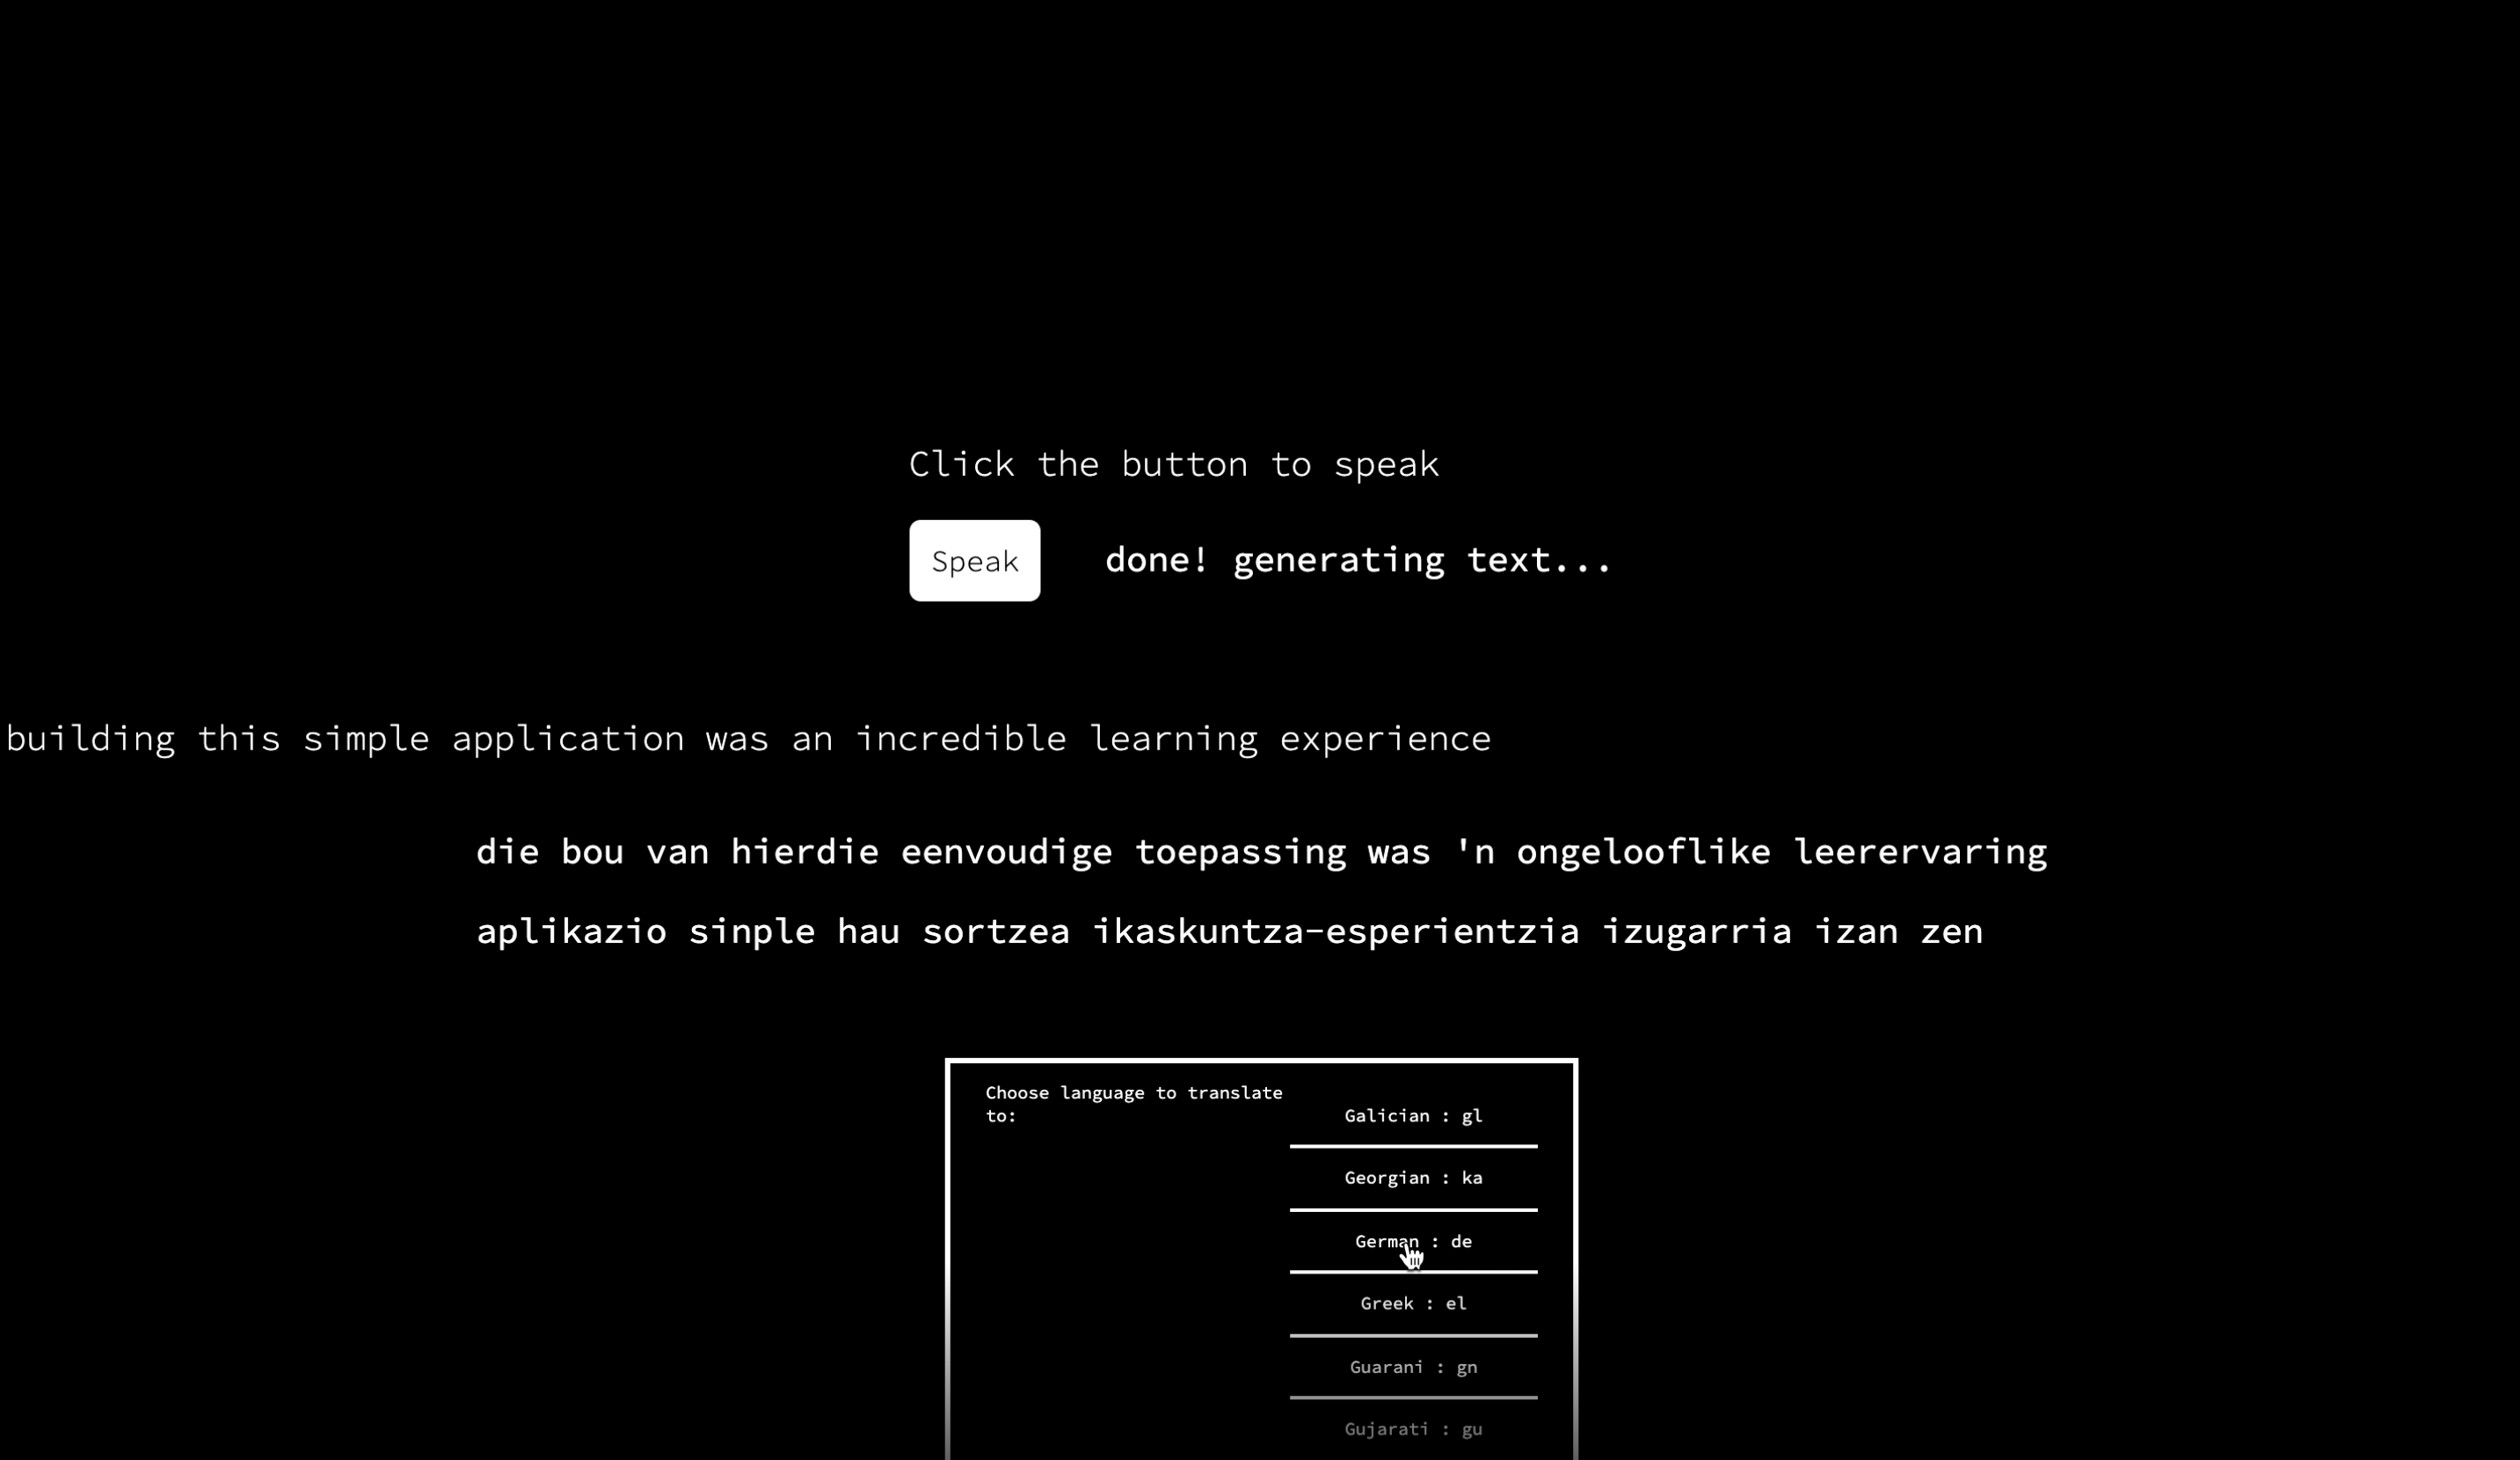 Click the button to speak
Speak
done! generating text...
building this simple application was an incredible learning experience
die bou van hierdie eenvoudige toepassing was 'n ongelooflike leerervaring
aplikazio sinple hau sortzea ikaskuntza-esperientzia izugarria izan zen
Choose language to translate
to:
Galician : gl
Georgian : ka
German : de
Greek : el
Guarani : gn
Gujarati : gu